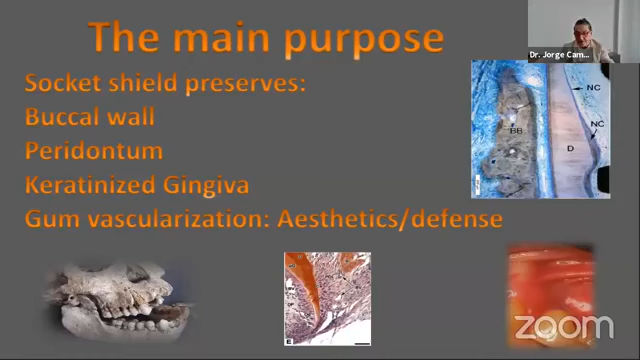 The main purpose
Dr. Jorge Cam...
Socket shield preserves:
Buccal wall
Peridontum
Keratinized Gingiva
Gum vascularization: Aesthetics/defense
NC
NC
BB
D
E
zoom